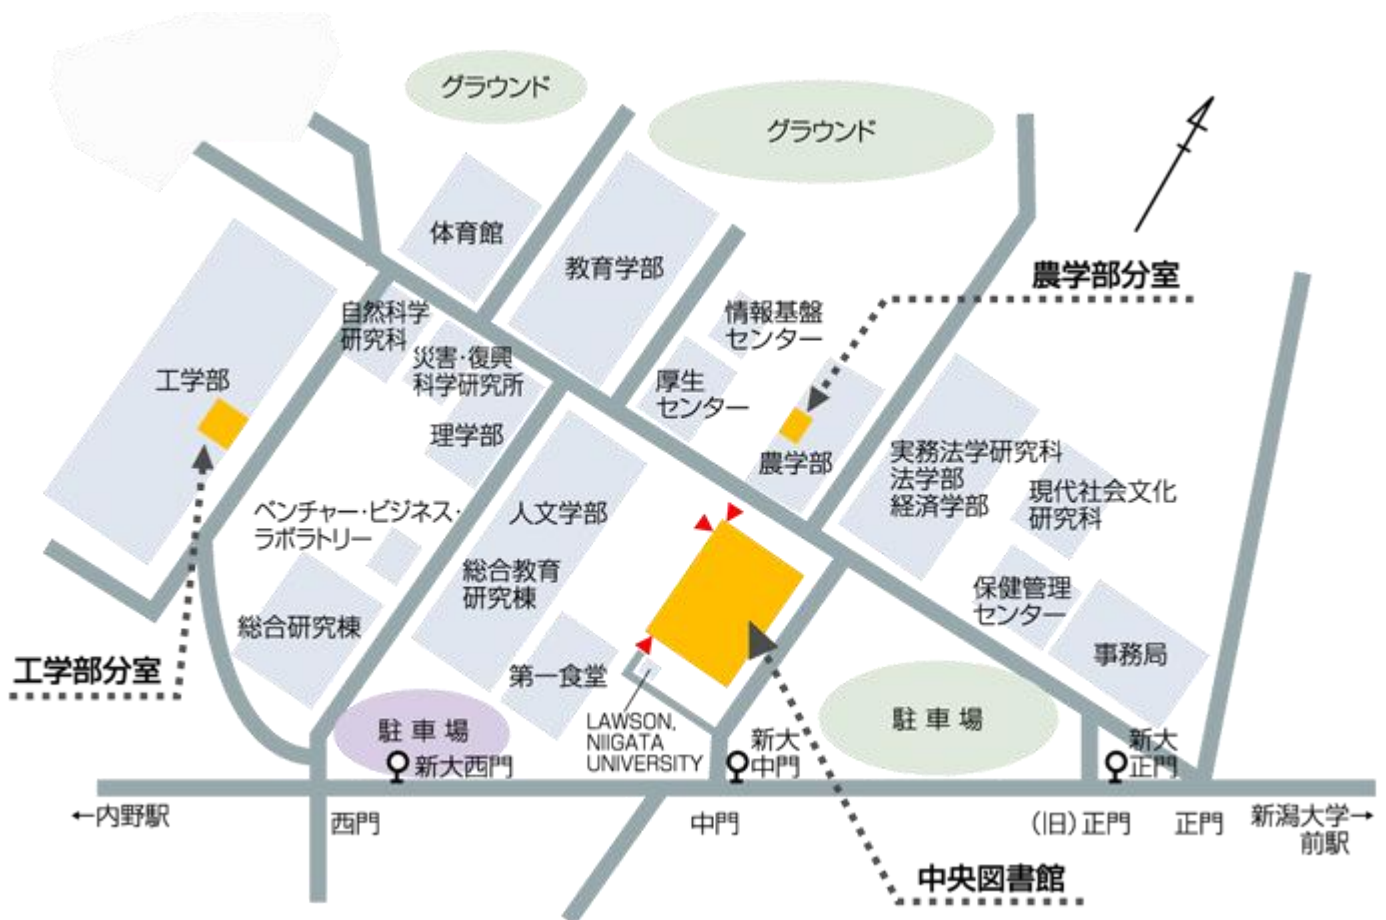 グラウンド
グラウンド
体育館
教育学部
農学部分室
自然科学
研究科
災害・復興
科学研究所
情報基盤
センター
工学部
厚生
センター
理学部
農学部
実務法学研究科
法学部
経済学部
現代社会文化
研究科
ベンチャー・ビジネス・
ラボラトリー
人文学部
総合教育
研究棟
保健管理
センター
総合研究棟
事務局
工学部分室
第一食堂
駐車場
LAWSON,
NIIGATA
UNIVERSITY
駐車場
新大西門
新大
中門
新大
正門
←内野駅
西門
中門
(旧)正門
正門
新潟大学→
前駅
中央図書館